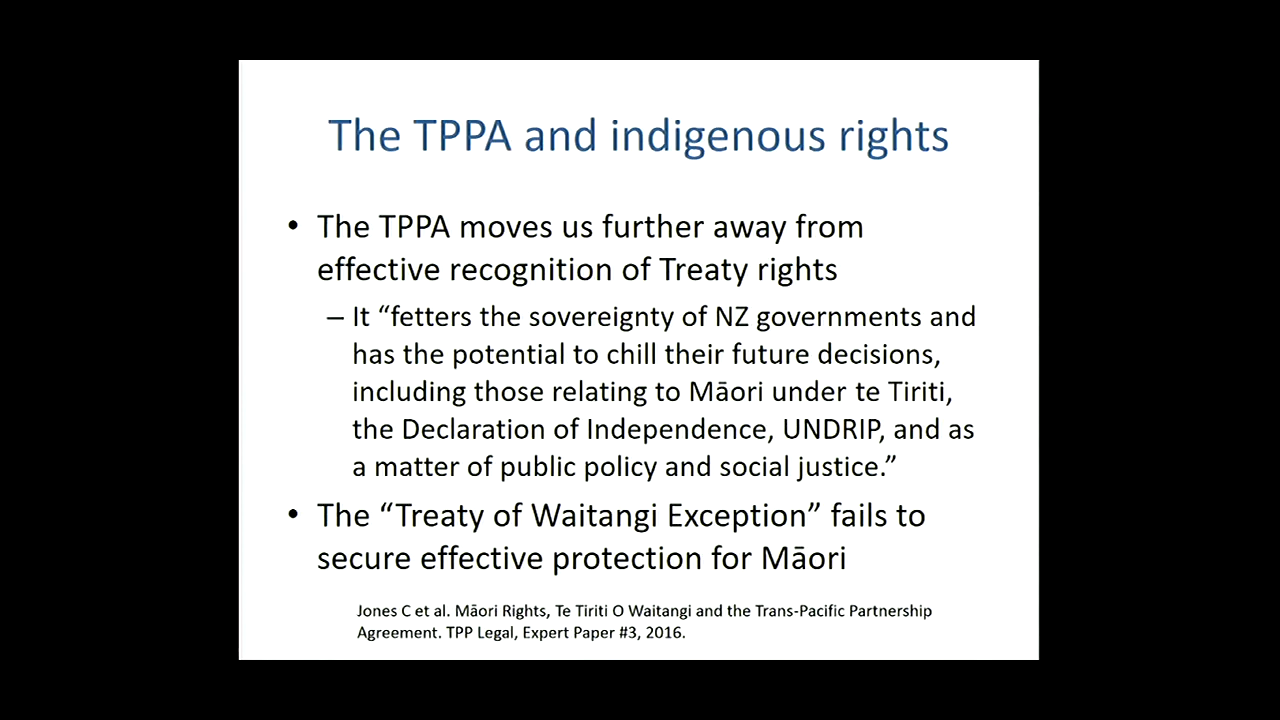 The TPPA and indigenous rights
• The TPPA moves us further away from
effective recognition of Treaty rights
– It “fetters the sovereignty of NZ governments and
has the potential to chill their future decisions,
including those relating to Māori under te Tiriti,
the Declaration of Independence, UNDRIP, and as
a matter of public policy and social justice.”
• The “Treaty of Waitangi Exception” fails to
secure effective protection for Māori
Jones C et al. Māori Rights, Te Tiriti O Waitangi and the Trans-Pacific Partnership
Agreement. TPP Legal, Expert Paper #3, 2016.